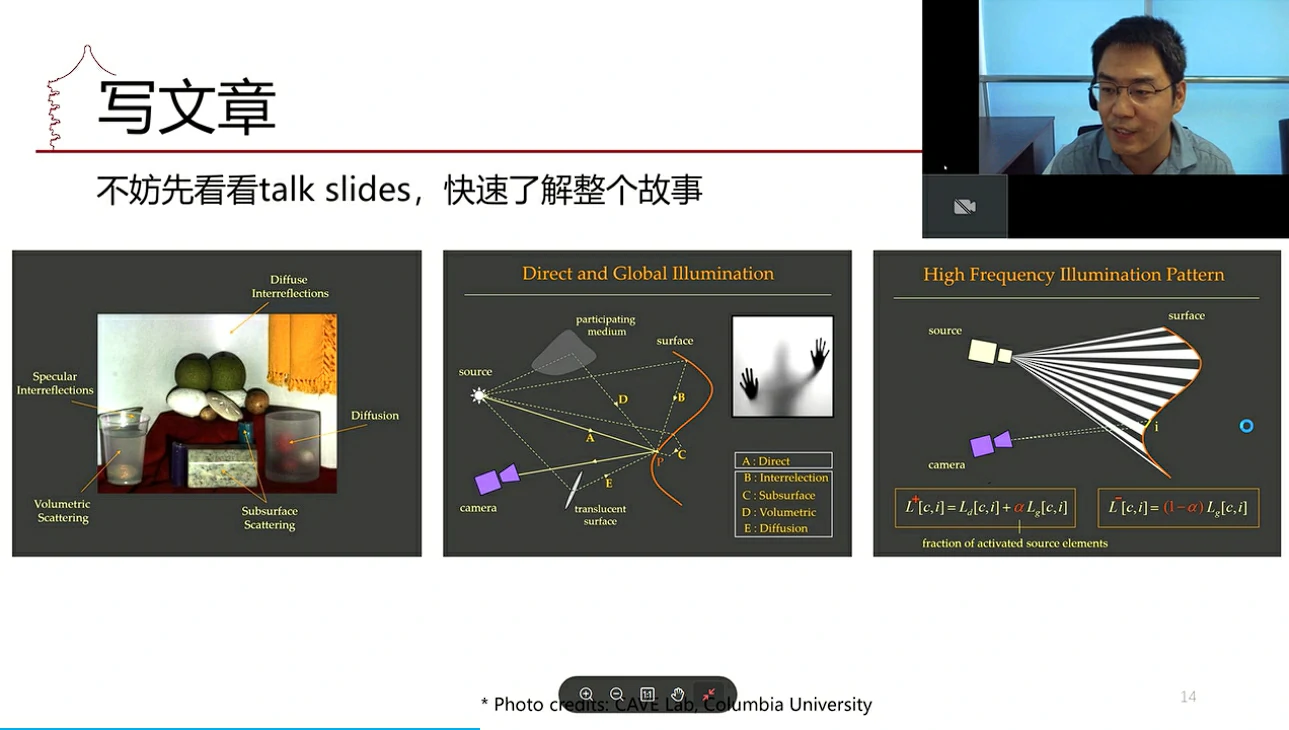 写文章
不妨先看看talk slides，快速了解整个故事
Diffuse
Interreflections
Specular
Interreflections
Diffusion
Volumetric
Scattering
Subsurface
Scattering
Direct and Global Illumination
participating
medium
surface
source
D
B
A
P
C
E
camera
translucent
surface
A : Direct
B : Interrelection
C : Subsurface
D : Volumetric
E : Diffusion
High Frequency Illumination Pattern
surface
source
camera
i
L⁺[c,i]=L_d[c,i]+αL_g[c,i]
L⁻[c,i]=(1−α)L_g[c,i]
fraction of activated source elements
1:1
* Photo credits: CAVE Lab, Columbia University
14